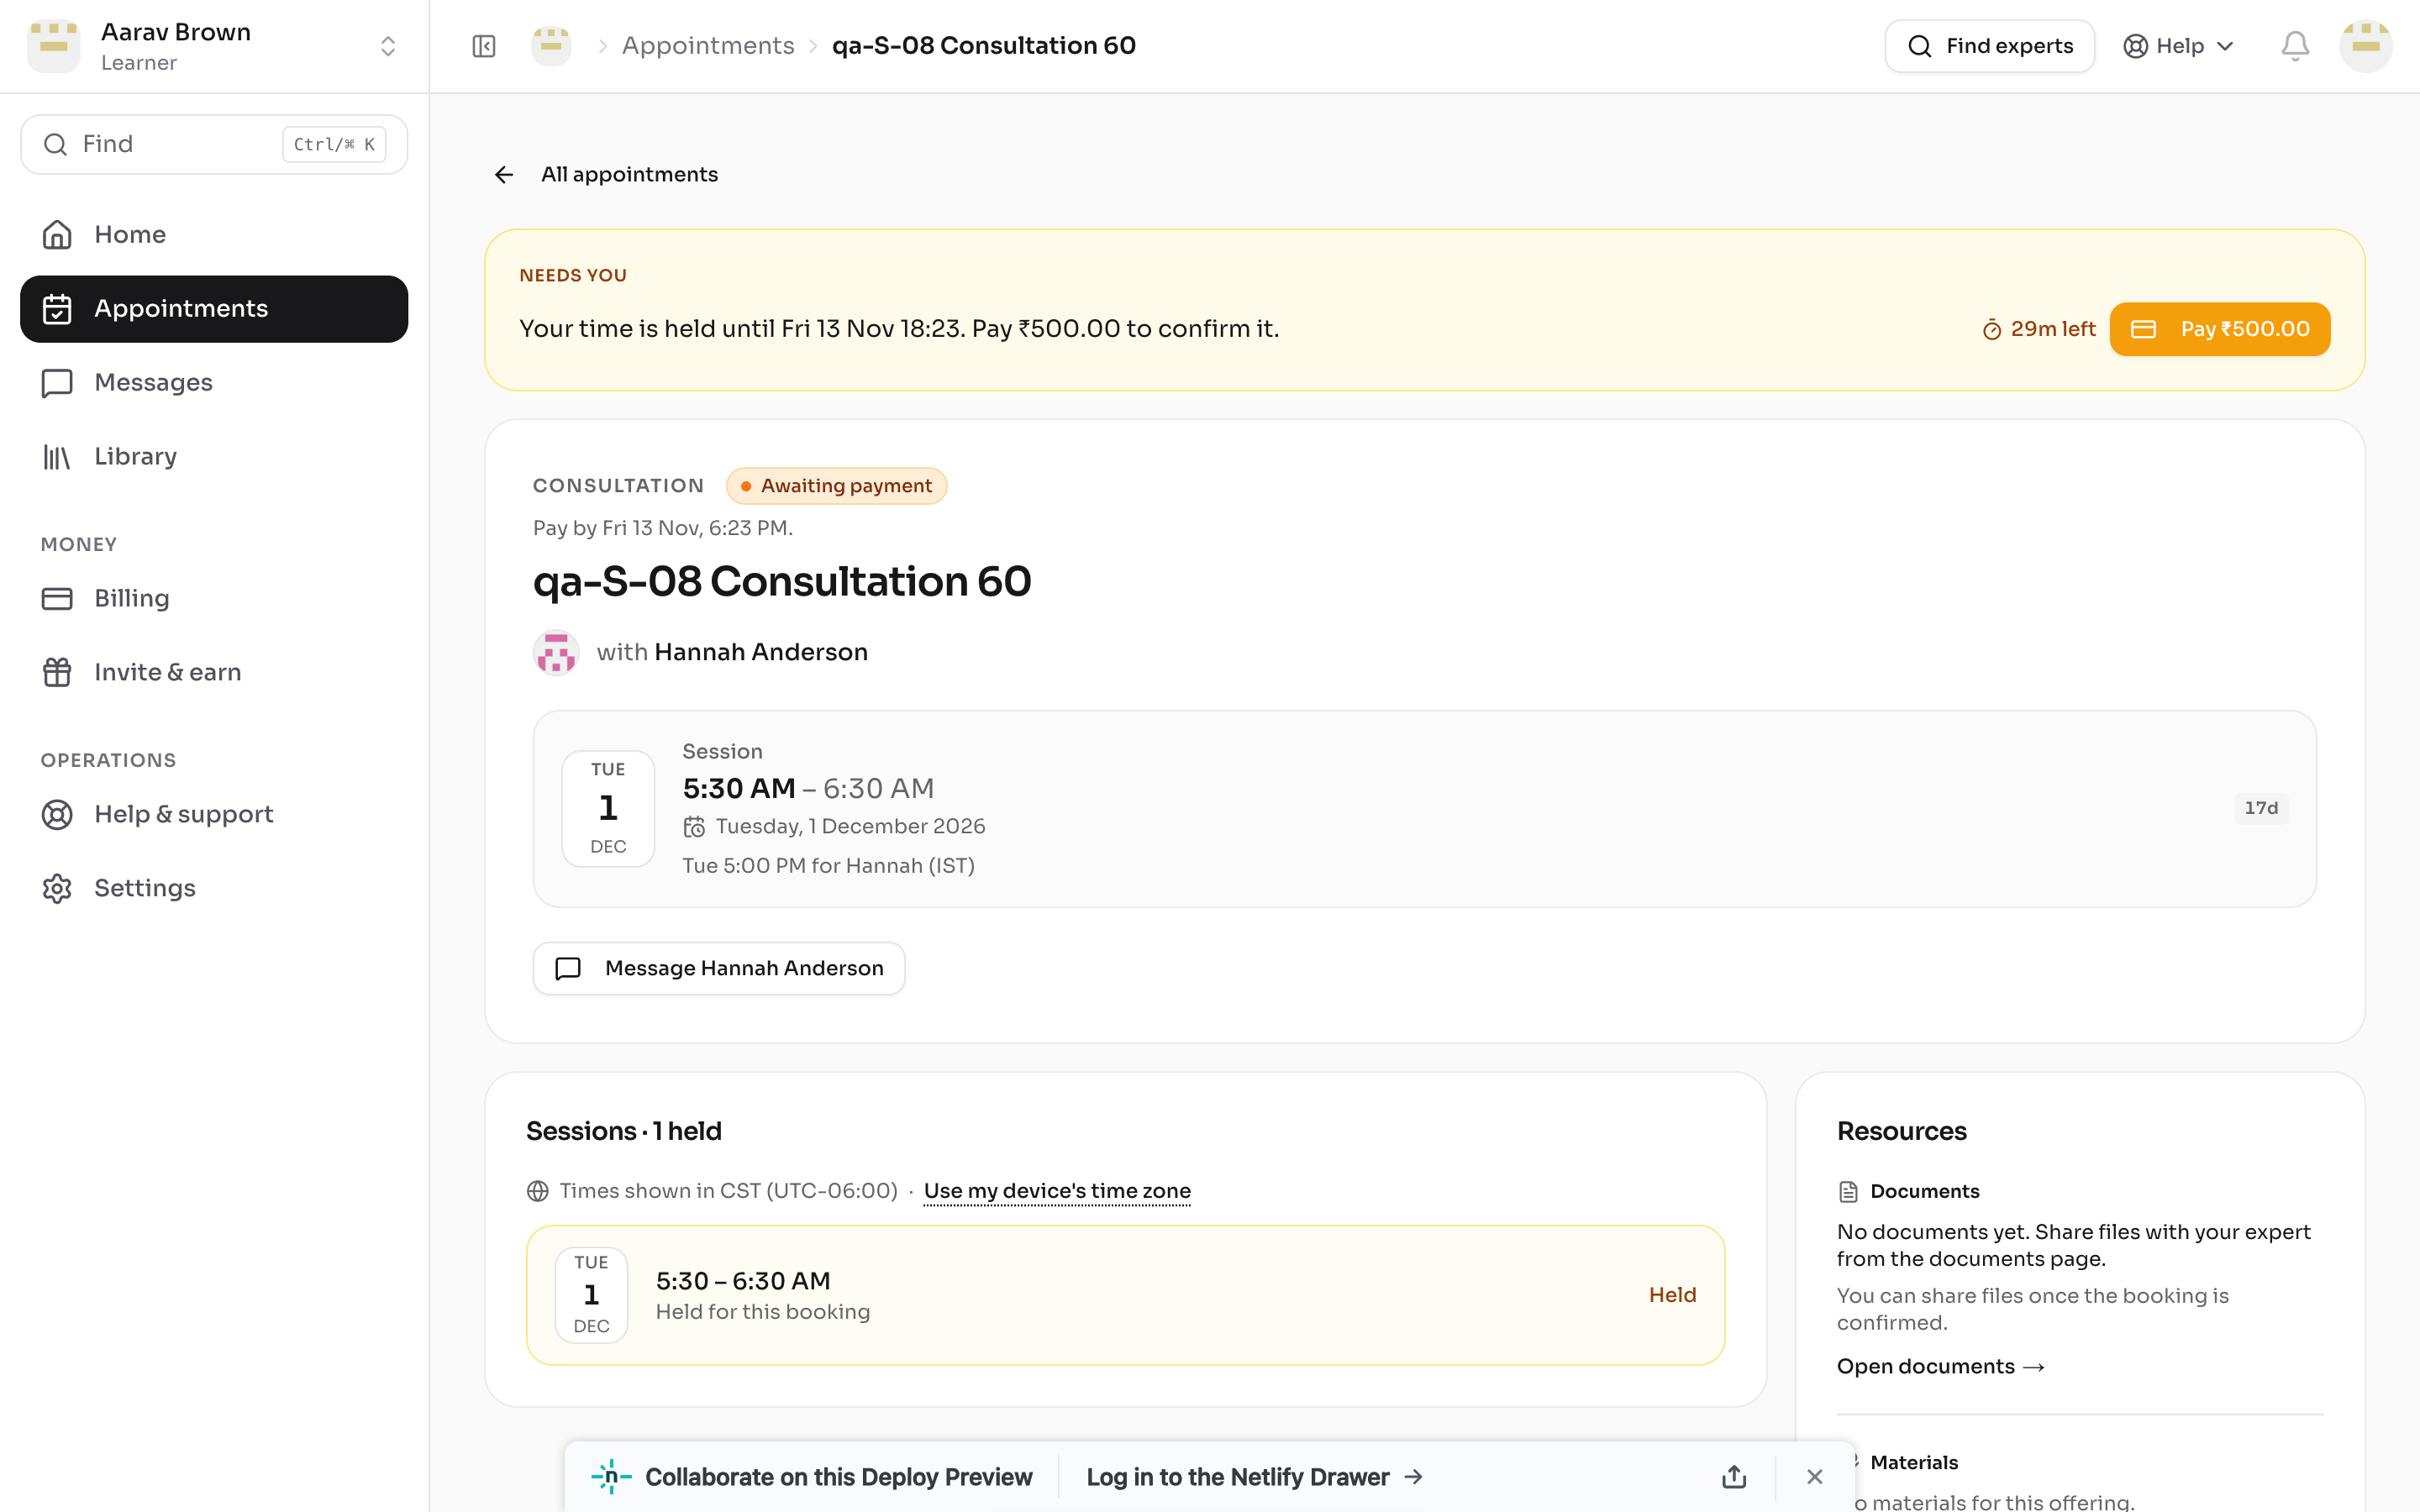 Aarav Brown
Learner
Find
Ctrl/⌘ K
Home
Appointments
Messages
Library
MONEY
Billing
Invite & earn
OPERATIONS
Help & support
Settings
Appointments
qa-S-08 Consultation 60
Find experts
Help
All appointments
NEEDS YOU
Your time is held until Fri 13 Nov 18:23. Pay ₹500.00 to confirm it.
29m left
Pay ₹500.00
CONSULTATION
Awaiting payment
Pay by Fri 13 Nov, 6:23 PM.
qa-S-08 Consultation 60
with Hannah Anderson
TUE
1
DEC
Session
5:30 AM – 6:30 AM
Tuesday, 1 December 2026
Tue 5:00 PM for Hannah (IST)
17d
Message Hannah Anderson
Sessions · 1 held
Times shown in CST (UTC-06:00) · Use my device's time zone
TUE
1
DEC
5:30 – 6:30 AM
Held for this booking
Held
Resources
Documents
No documents yet. Share files with your expert
from the documents page.
You can share files once the booking is
confirmed.
Open documents →
Materials
materials for this offering.
Collaborate on this Deploy Preview
Log in to the Netlify Drawer →